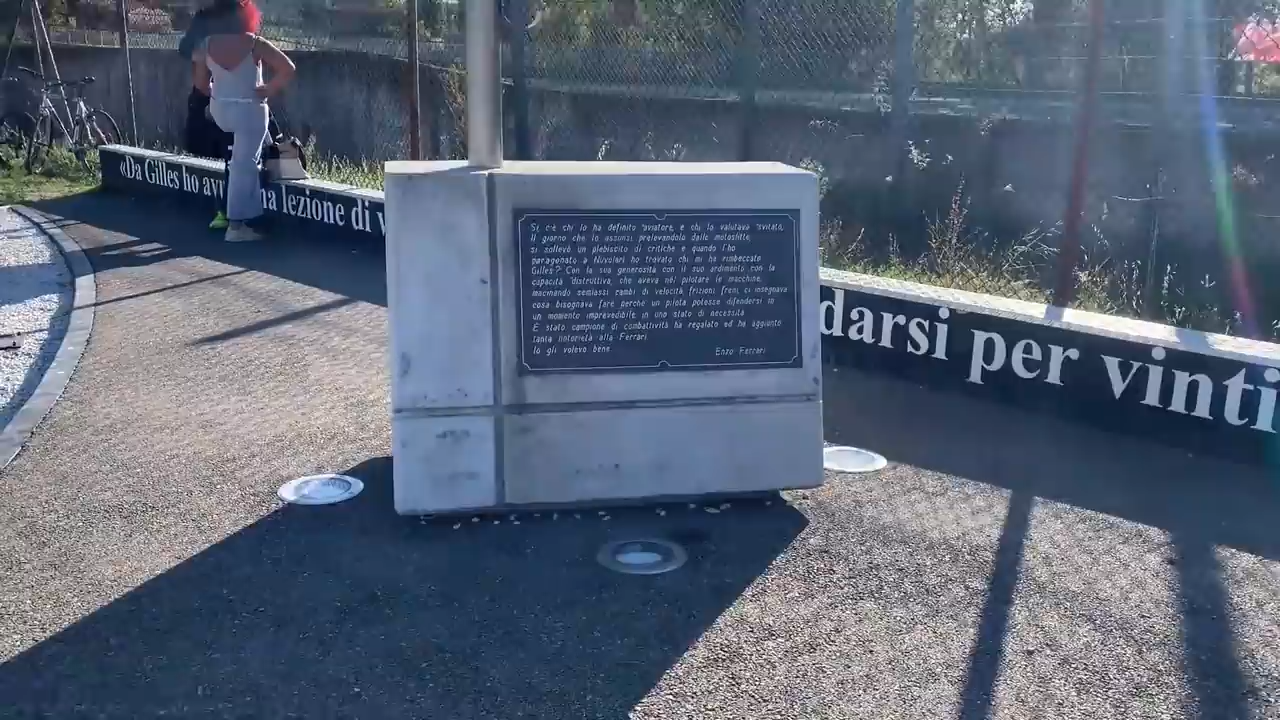 «Da Gilles ho avu na lezione di v
darsi per vinti
Sì c'è chi lo ha definito 'aviatore, e chi lo valutava 'svitato,
Il giorno che lo assunsi prelevandolo dalle motoslitte,
si sollevò un plebiscito di critiche e quando l'ho
paragonato a Nuvolari ho trovato chi mi ha rimbeccato
Gilles? Con la sua generosità con il suo ardimento con la
capacità 'distruttiva, che aveva nel pilotare le macchine,
macinando semiassi cambi di velocità frizioni freni, ci insegnava
cosa bisognava fare perché un pilota potesse difendersi in
un momento imprevedibile in uno stato di necessità
È stato campione di combattività ha regalato ed ha aggiunto
tanta notorietà alla Ferrari.
Io gli volevo bene. Enzo Ferrari